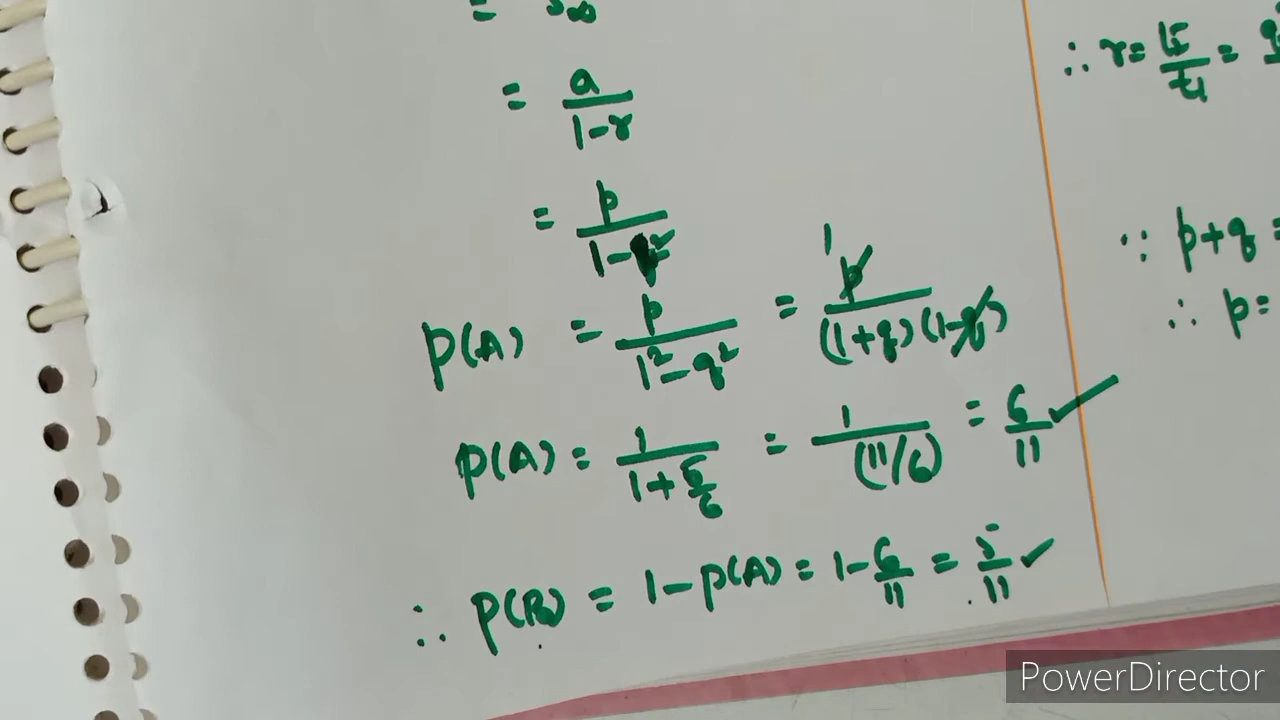 = S∞
= a/(1-r)
= p/(1-q²)
P(A) = p/(1²-q²) = p/((1+q)(1-q)) 1
P(A) = 1/(1+5/6) = 1/(11/6) = 6/11 ✓
∴ P(B) = 1-P(A) = 1-6/11 = 5/11 ✓
∴ r =
∵ p+q =
∴ p=
PowerDirector